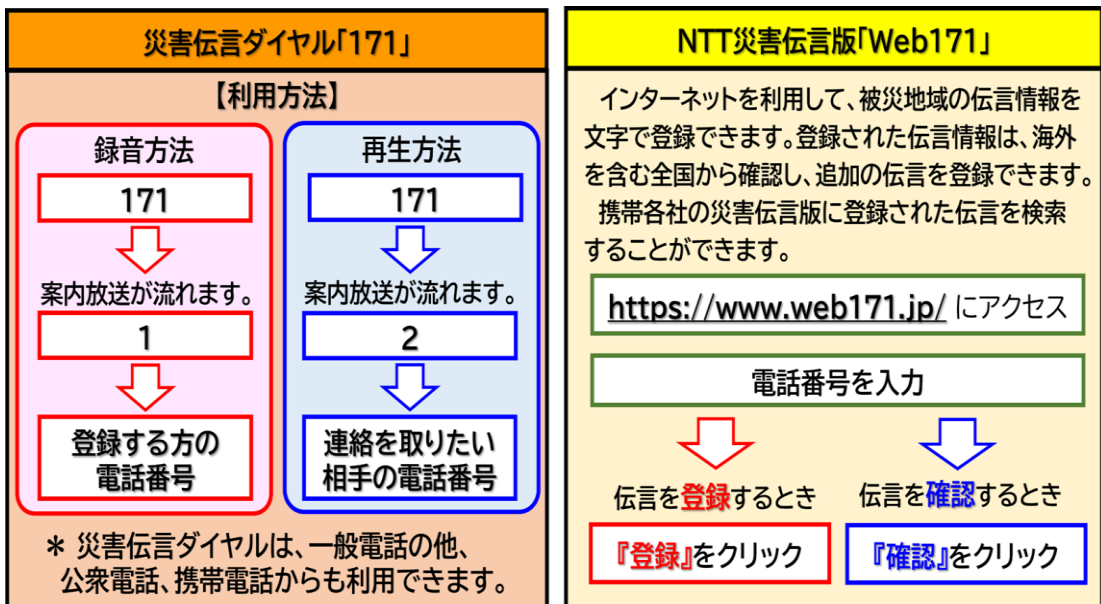 災害伝言ダイヤル「171」
【利用方法】
録音方法
171
案内放送が流れます。
1
登録する方の
電話番号
再生方法
171
案内放送が流れます。
2
連絡を取りたい
相手の電話番号
＊ 災害伝言ダイヤルは、一般電話の他、
公衆電話、携帯電話からも利用できます。
NTT災害伝言版「Web171」
インターネットを利用して、被災地域の伝言情報を
文字で登録できます。登録された伝言情報は、海外
を含む全国から確認し、追加の伝言を登録できます。
携帯各社の災害伝言版に登録された伝言を検索
することができます。
https://www.web171.jp/ にアクセス
電話番号を入力
伝言を登録するとき
『登録』をクリック
伝言を確認するとき
『確認』をクリック